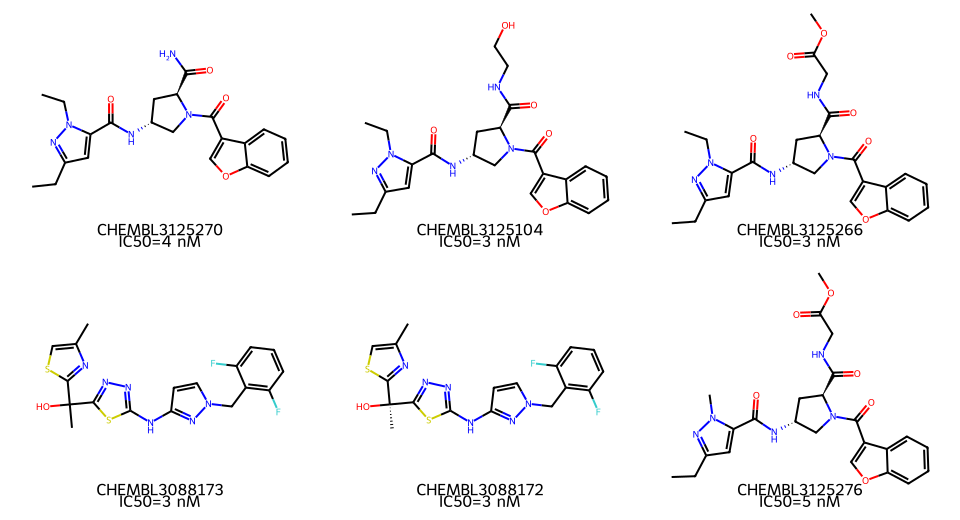 CHEMBL3125270
IC50=4 nM
CHEMBL3125104
IC50=3 nM
CHEMBL3125266
IC50=3 nM
CHEMBL3088173
IC50=3 nM
CHEMBL3088172
IC50=3 nM
CHEMBL3125276
IC50=5 nM